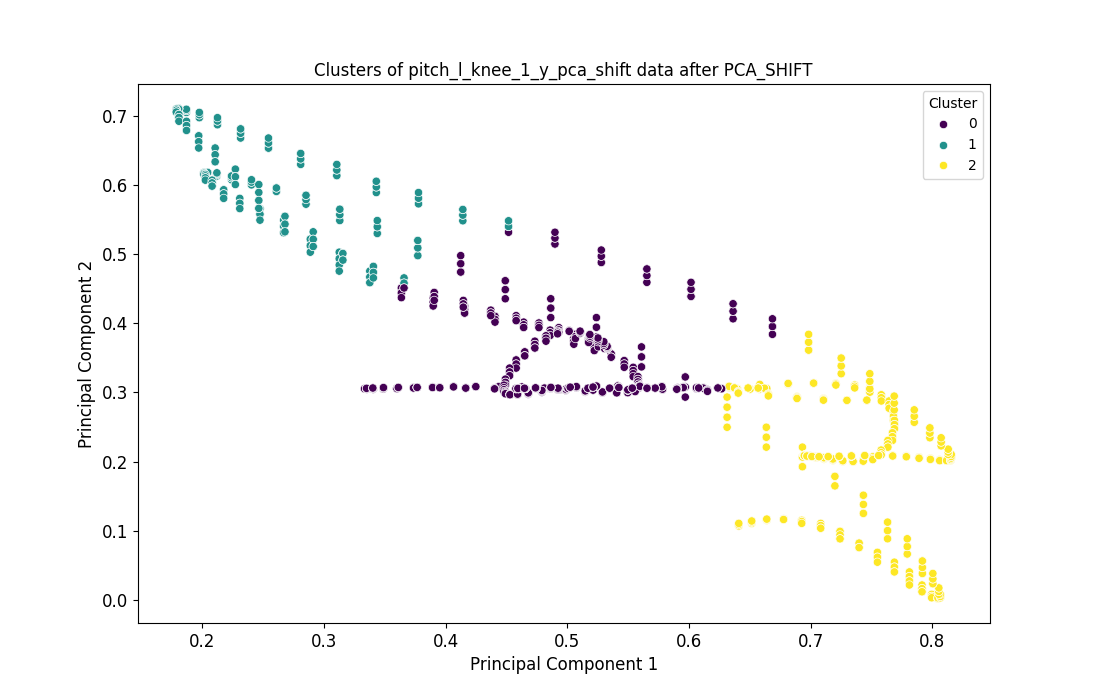 Clusters of pitch_l_knee_1_y_pca_shift data after PCA_SHIFT
Cluster
0
1
2
Principal Component 2
0.7
0.6
0.5
0.4
0.3
0.2
0.1
0.0
0.2 0.3 0.4 0.5 0.6 0.7 0.8
Principal Component 1